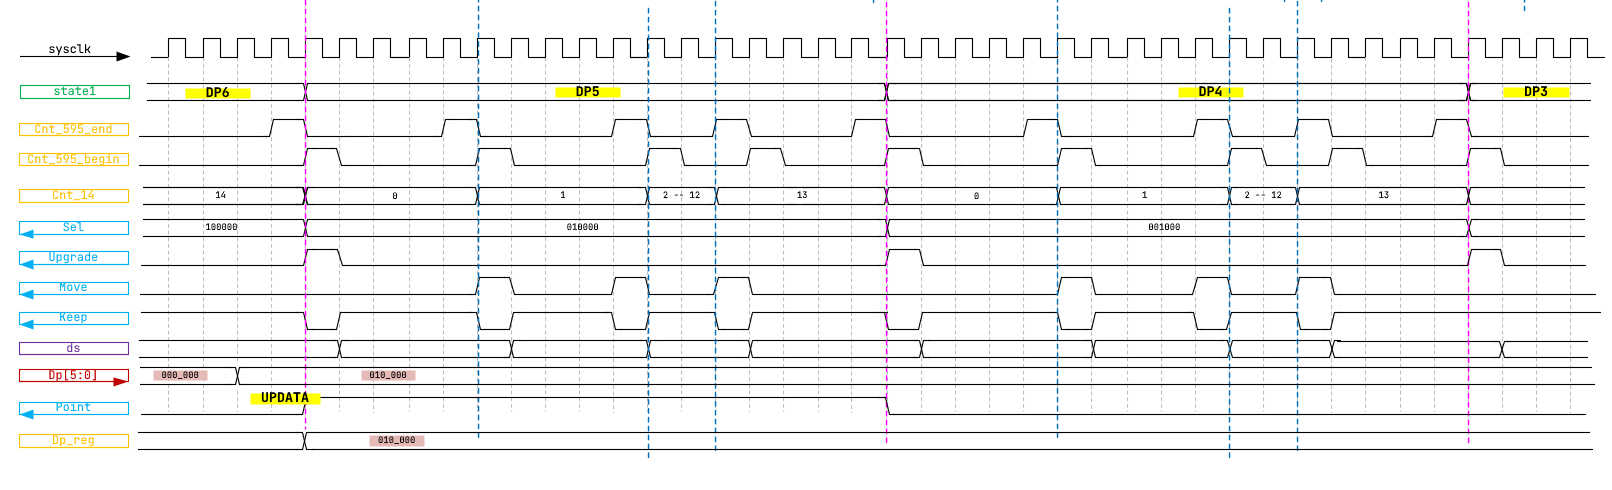 sysclk
state1 DP6 DP5 DP4 DP3
Cnt_595_end
Cnt_595_begin
Cnt_14 14 0 1 2 -- 12 13 0 1 2 -- 12 13
Sel 100000 010000 001000
Upgrade
Move
Keep
ds
Dp[5:0] 000_000 010_000
UPDATA
Point
Dp_reg 010_000